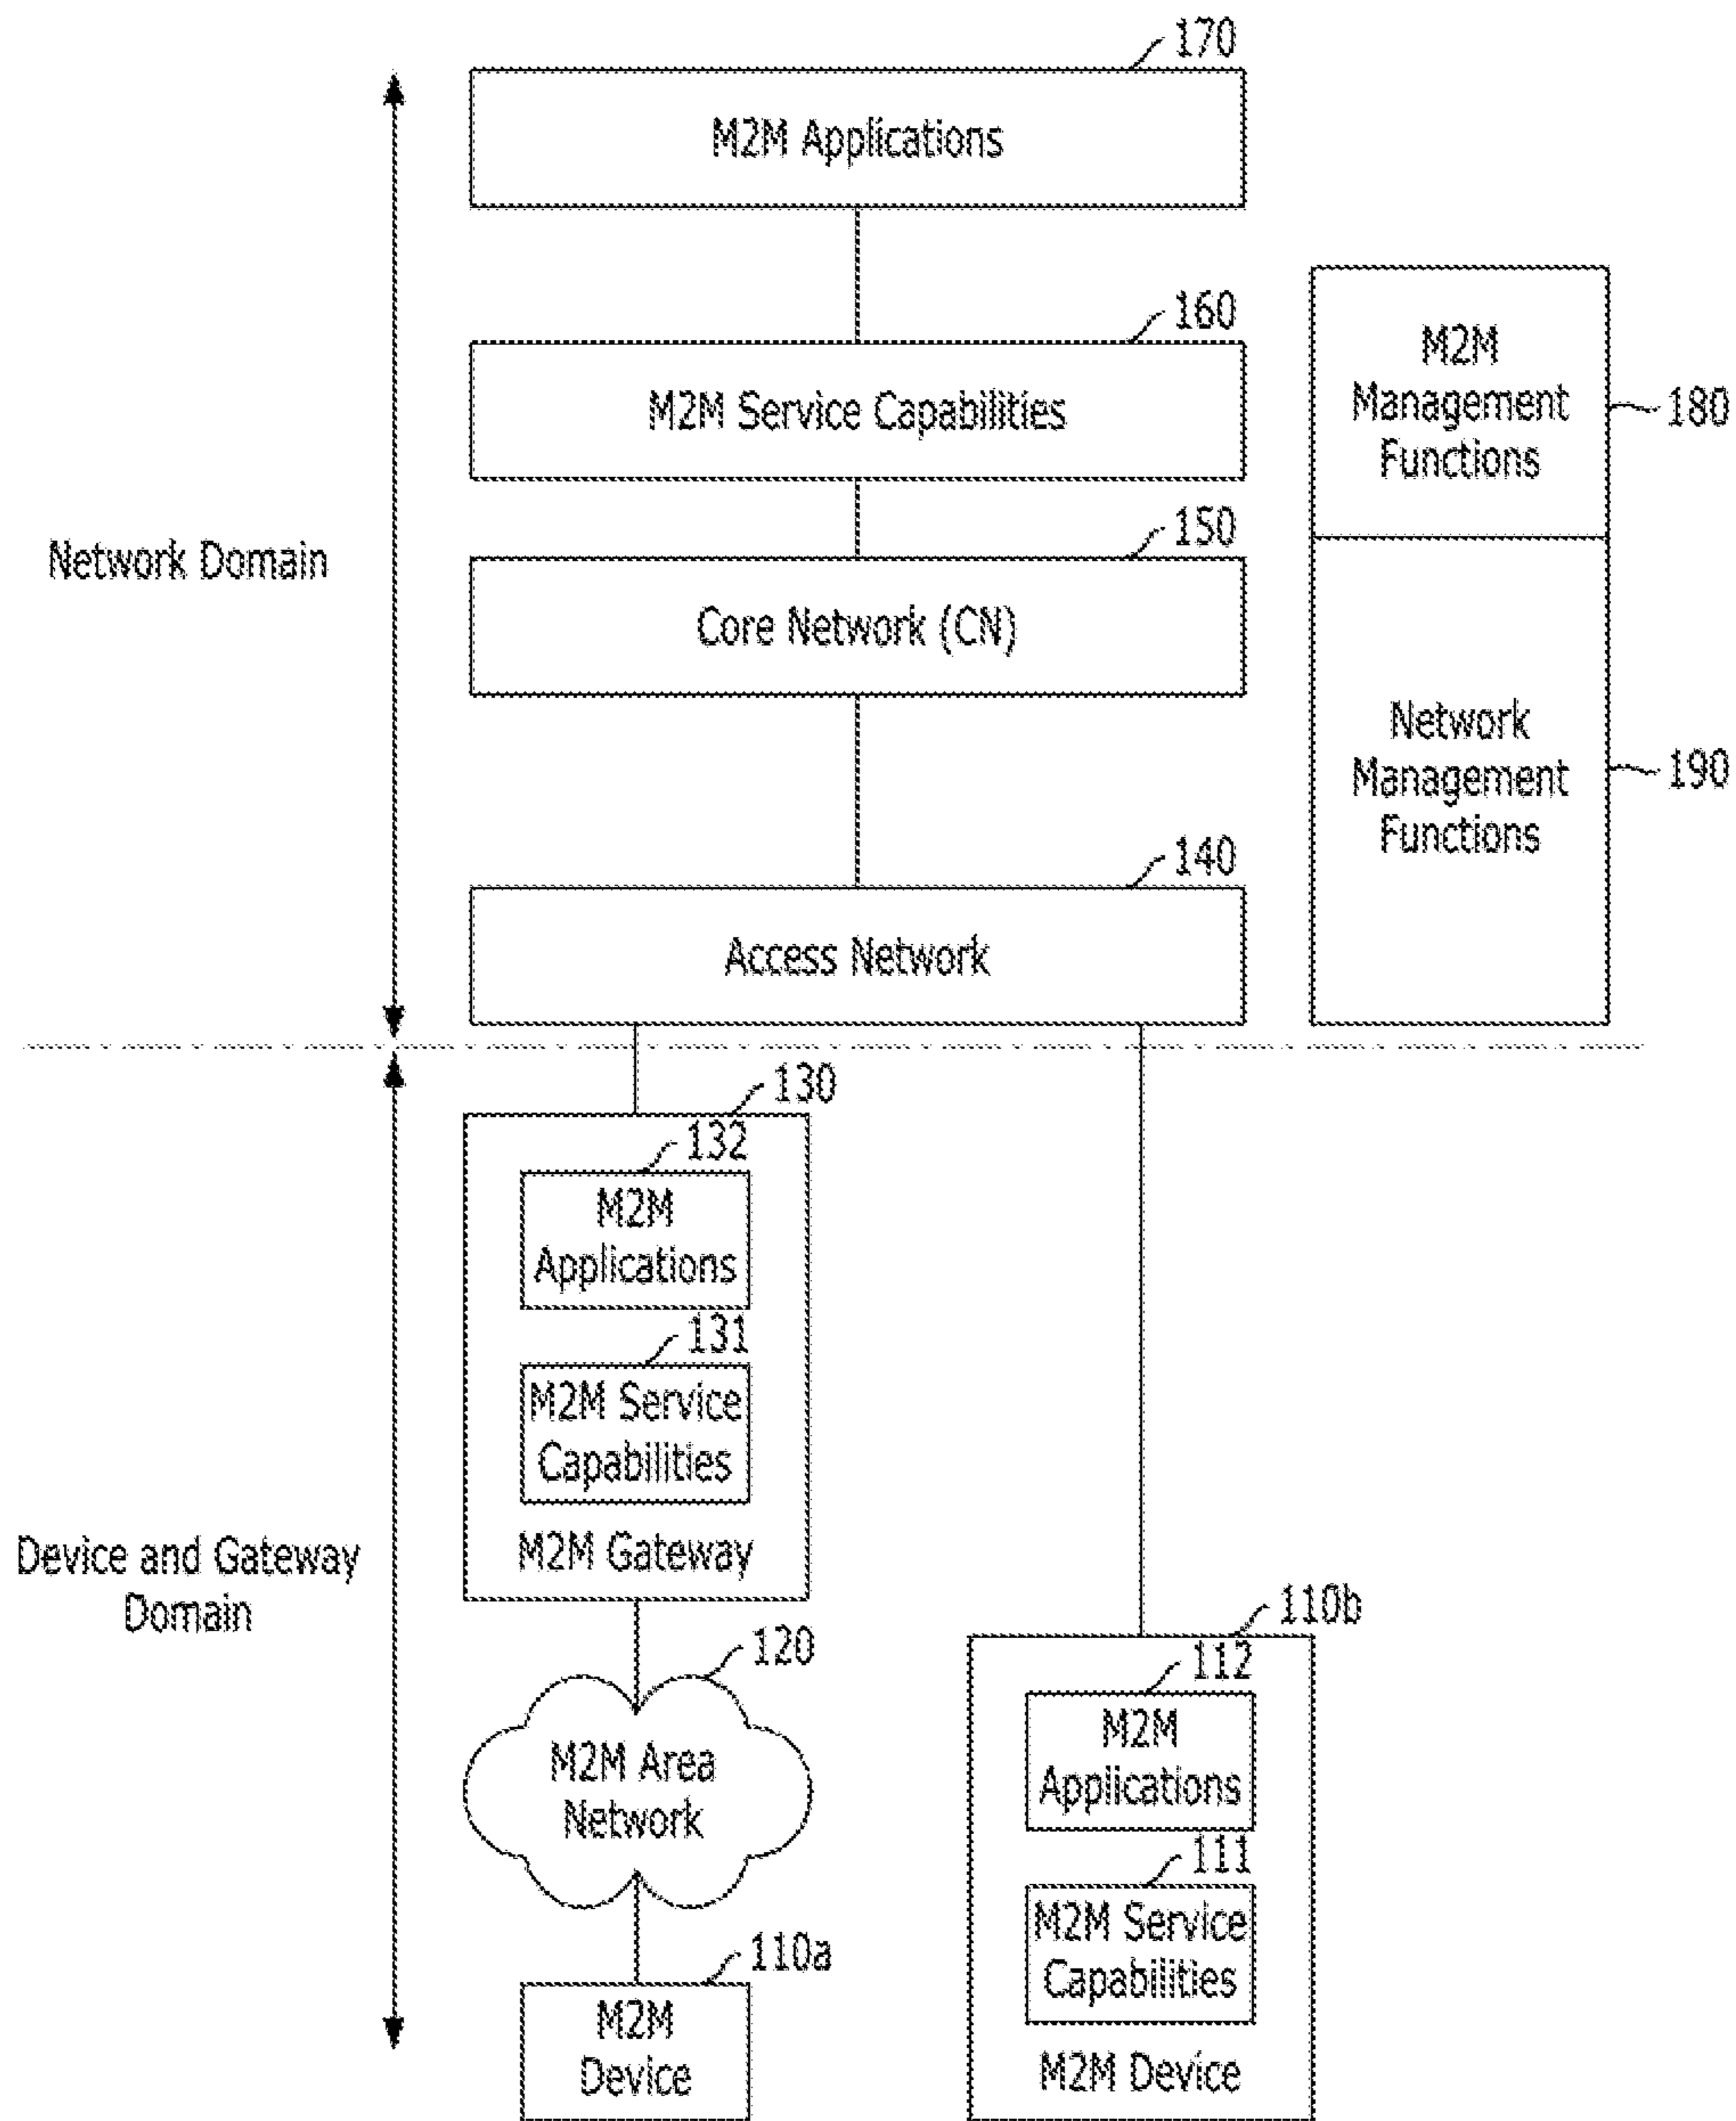 170
M2M Applications
160
M2M Service Capabilities
M2M
Management
Functions
180
150
Network Domain
Core Network (CN)
Network
Management
Functions
190
140
Access Network
130
132
M2M
Applications
131
M2M Service
Capabilities
M2M Gateway
Device and Gateway
Domain
120
M2M Area
Network
110a
M2M
Device
110b
112
M2M
Applications
111
M2M Service
Capabilities
M2M Device